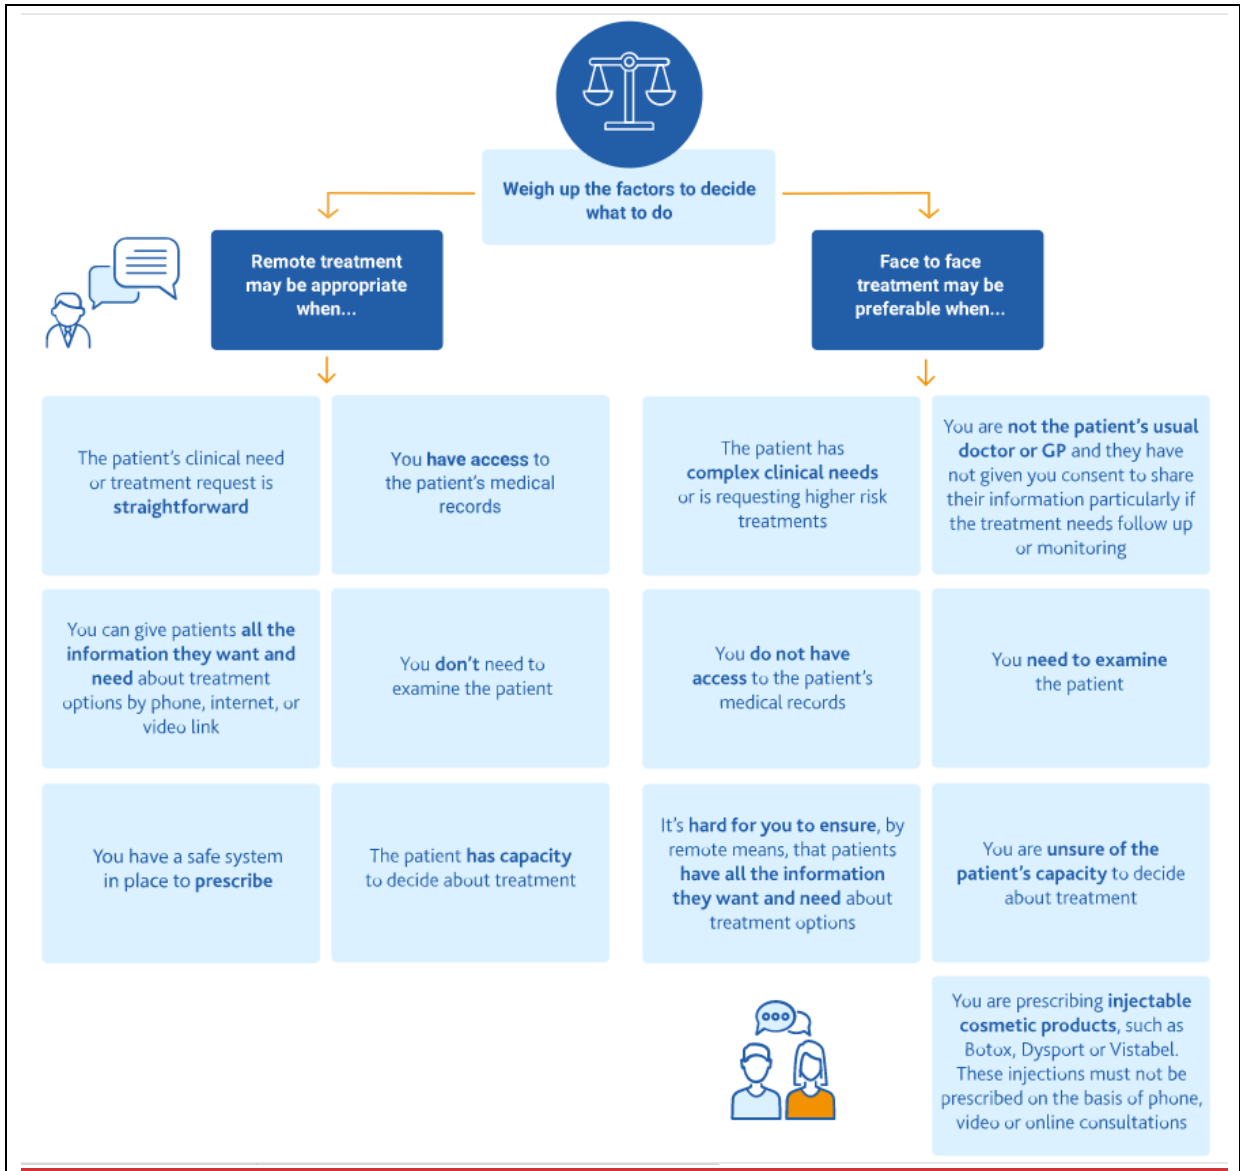 Weigh up the factors to decide
what to do
Remote treatment
may be appropriate
when...
The patient's clinical need
or treatment request is
straightforward
You have access to
the patient's medical
records
You can give patients all the
information they want and
need about treatment
options by phone, internet, or
video link
You don't need to
examine the patient
You have a safe system
in place to prescribe
The patient has capacity
to decide about treatment
Face to face
treatment may be
preferable when...
The patient has
complex clinical needs
or is requesting higher risk
treatments
You are not the patient's usual
doctor or GP and they have
not given you consent to share
their information particularly if
the treatment needs follow up
or monitoring
You do not have
access to the patient's
medical records
You need to examine
the patient
It's hard for you to ensure, by
remote means, that patients
have all the information
they want and need about
treatment options
You are unsure of the
patient's capacity to decide
about treatment
You are prescribing injectable
cosmetic products, such as
Botox, Dysport or Vistabel.
These injections must not be
prescribed on the basis of phone,
video or online consultations